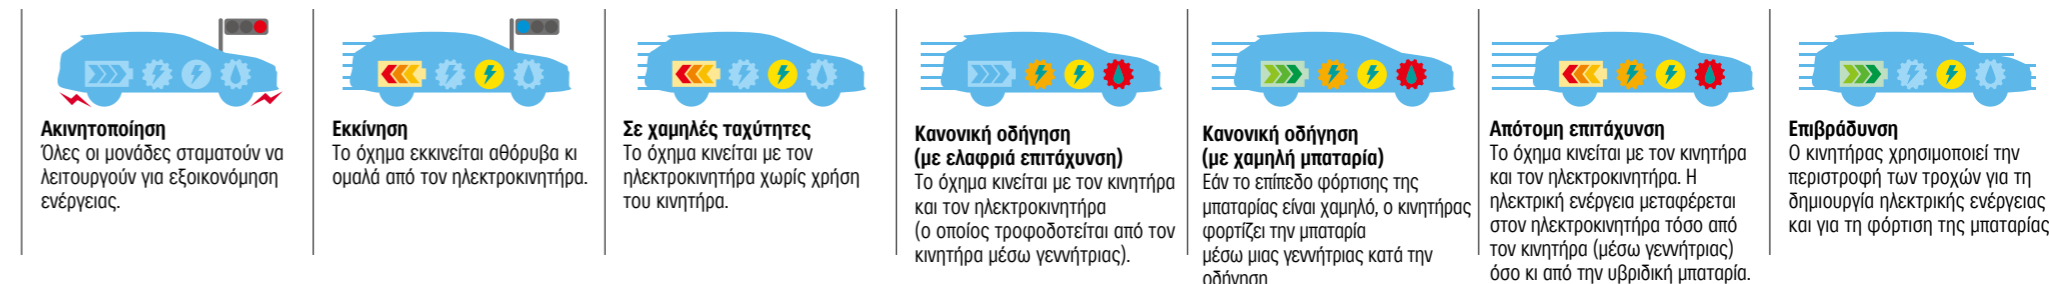 Ακινητοποίηση
Όλες οι μονάδες σταματούν να
λειτουργούν για εξοικονόμηση
ενέργειας.
Εκκίνηση
Το όχημα εκκινείται αθόρυβα κι
ομαλά από τον ηλεκτροκινητήρα.
Σε χαμηλές ταχύτητες
Το όχημα κινείται με τον
ηλεκτροκινητήρα χωρίς χρήση
του κινητήρα.
Κανονική οδήγηση
(με ελαφριά επιτάχυνση)
Το όχημα κινείται με τον κινητήρα
και τον ηλεκτροκινητήρα
(ο οποίος τροφοδοτείται από τον
κινητήρα μέσω γεννήτριας).
Κανονική οδήγηση
(με χαμηλή μπαταρία)
Εάν το επίπεδο φόρτισης της
μπαταρίας είναι χαμηλό, ο κινητήρας
φορτίζει την μπαταρία
μέσω μιας γεννήτριας κατά την
οδήγηση
Απότομη επιτάχυνση
Το όχημα κινείται με τον κινητήρα
και τον ηλεκτροκινητήρα. Η
ηλεκτρική ενέργεια μεταφέρεται
στον ηλεκτροκινητήρα τόσο από
τον κινητήρα (μέσω γεννήτριας)
όσο κι από την υβριδική μπαταρία.
Επιβράδυνση
Ο κινητήρας χρησιμοποιεί την
περιστροφή των τροχών για τη
δημιουργία ηλεκτρικής ενέργειας
και για τη φόρτιση της μπαταρίας